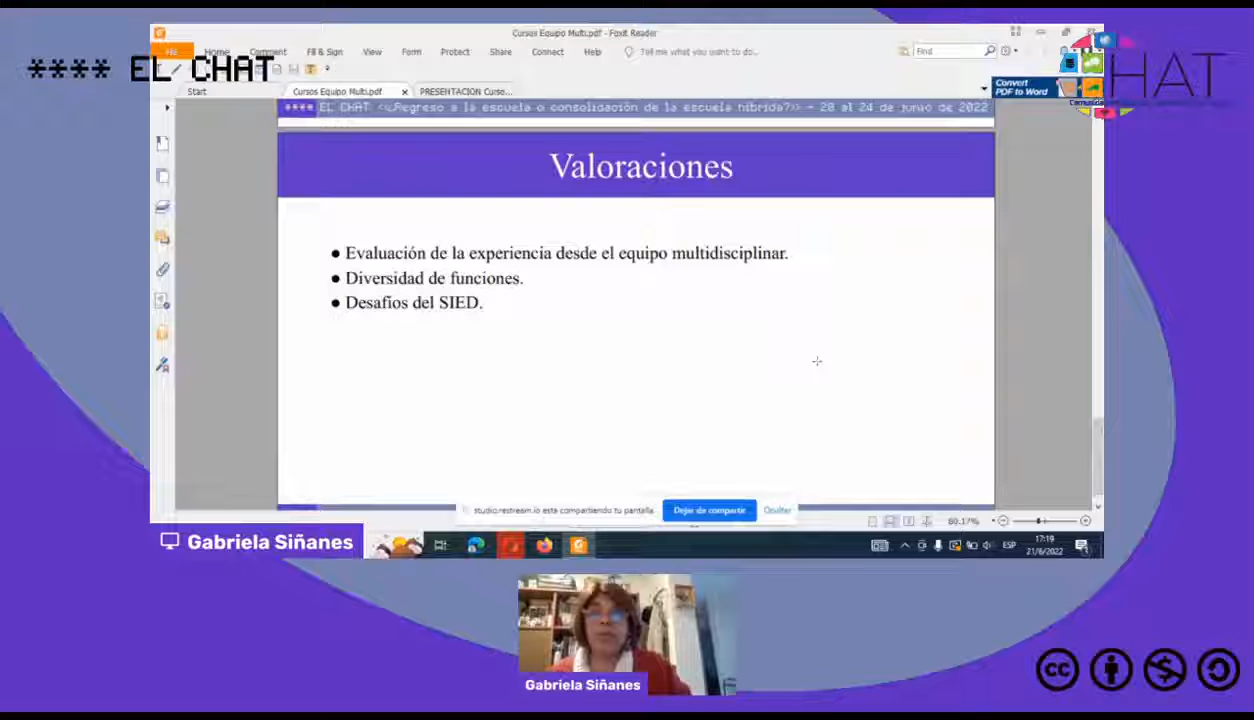 Cursos Equipo Multi.pdf - Foxit Reader
File Home Comment Fill & Sign View Form Protect Share Connect Help Tell me what you want to do... Find
**** EL CHAT
HAT
Start Cursos Equipo Multi.pdf × PRESENTACION Curso...
Convert
PDF to Word
**** EL CHAT <<¿Regreso a la escuela o consolidación de la escuela híbrida?>> - 20 al 24 de junio de 2022
Valoraciones
● Evaluación de la experiencia desde el equipo multidisciplinar.
● Diversidad de funciones.
● Desafíos del SIED.
studio.restream.io está compartiendo tu pantalla. Dejar de compartir Ocultar
60.17%
Gabriela Siñanes
ESP
17:19
21/6/2022
Gabriela Siñanes
cc